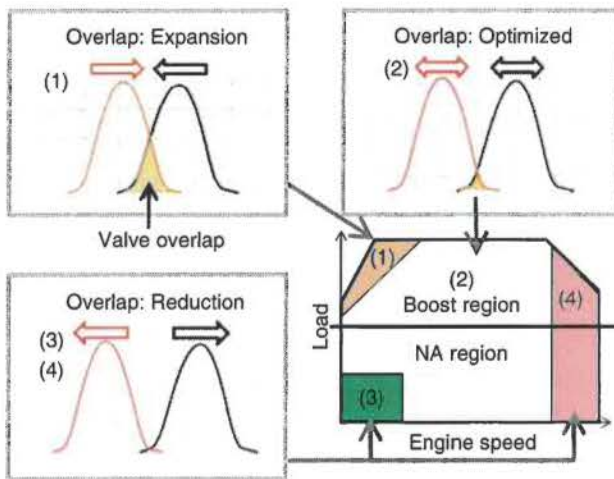 Overlap: Expansion
(1)
Valve overlap
Overlap: Optimized
(2)
Overlap: Reduction
(3)
(4)
Load
(1)
(2)
Boost region
(4)
NA region
(3)
Engine speed